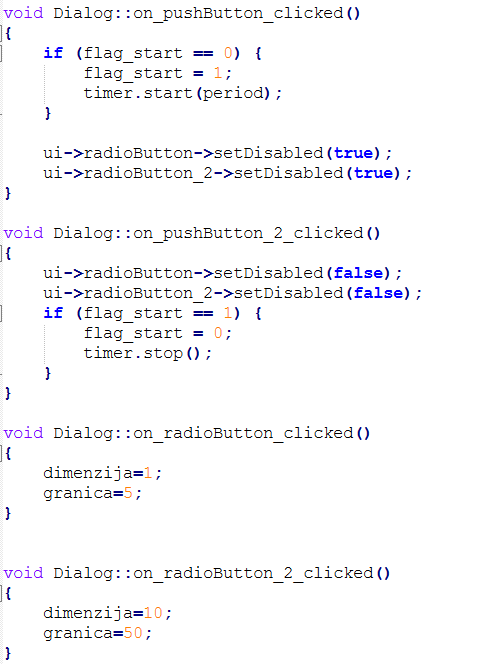 void Dialog::on_pushButton_clicked()
{
    if (flag_start == 0) {
        flag_start = 1;
        timer.start(period);
    }

    ui->radioButton->setDisabled(true);
    ui->radioButton_2->setDisabled(true);
}

void Dialog::on_pushButton_2_clicked()
{
    ui->radioButton->setDisabled(false);
    ui->radioButton_2->setDisabled(false);
    if (flag_start == 1) {
        flag_start = 0;
        timer.stop();
    }
}

void Dialog::on_radioButton_clicked()
{
    dimenzija=1;
    granica=5;
}


void Dialog::on_radioButton_2_clicked()
{
    dimenzija=10;
    granica=50;
}